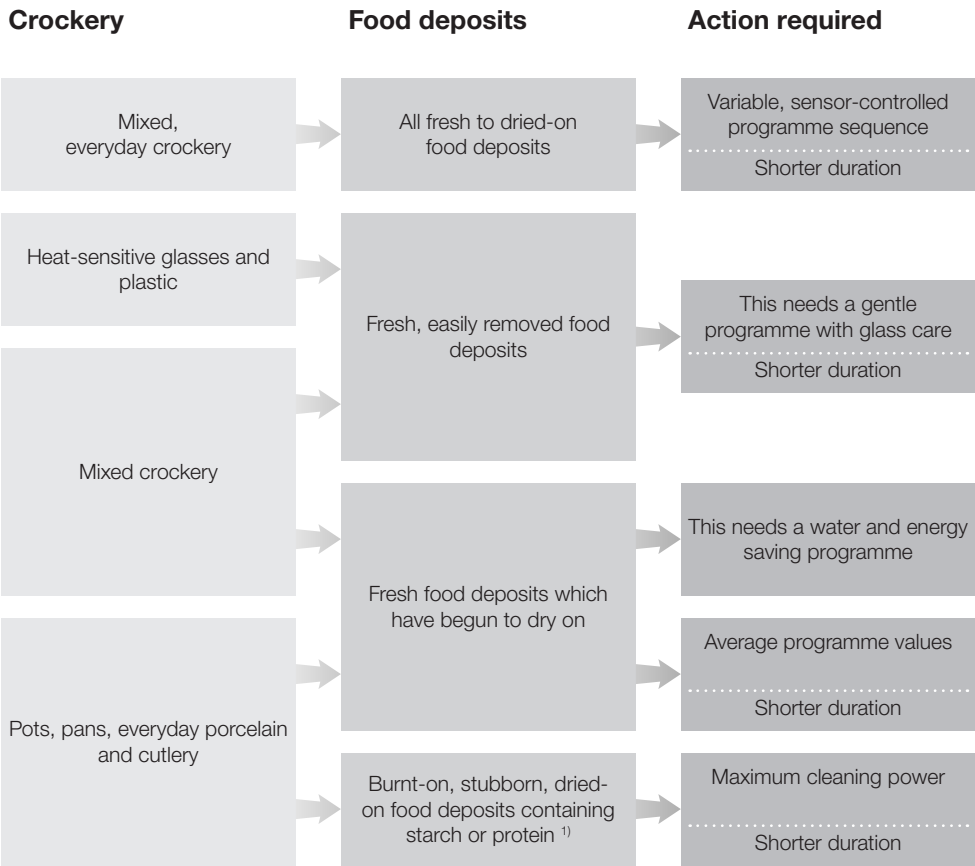 Crockery
Food deposits
Action required
Mixed,
everyday crockery
All fresh to dried-on
food deposits
Variable, sensor-controlled
programme sequence
Shorter duration
Heat-sensitive glasses and
plastic
Fresh, easily removed food
deposits
This needs a gentle
programme with glass care
Shorter duration
Mixed crockery
Fresh food deposits which
have begun to dry on
This needs a water and energy
saving programme
Average programme values
Shorter duration
Pots, pans, everyday porcelain
and cutlery
Burnt-on, stubborn, dried-
on food deposits containing
starch or protein 1)
Maximum cleaning power
Shorter duration